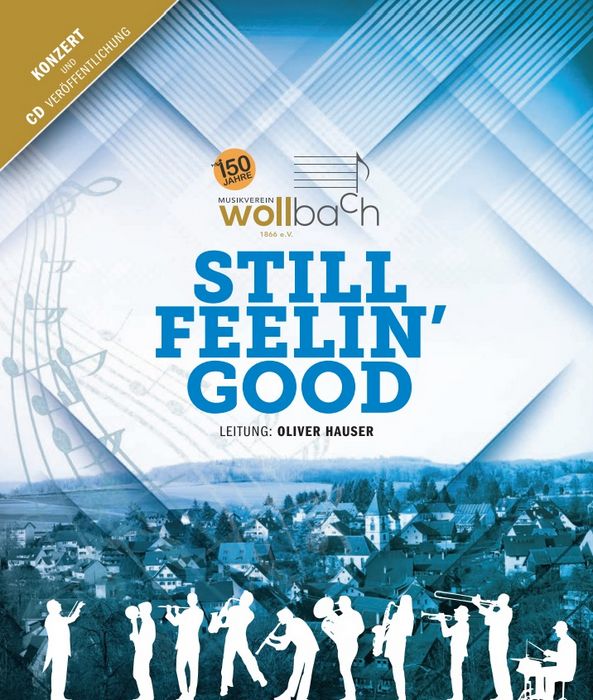 KONZERT
UND
CD VERÖFFENTLICHUNG
150
JAHRE
MUSIKVEREIN
wollbach
1866 e.V.
STILL
FEELIN’
GOOD
LEITUNG: OLIVER HAUSER